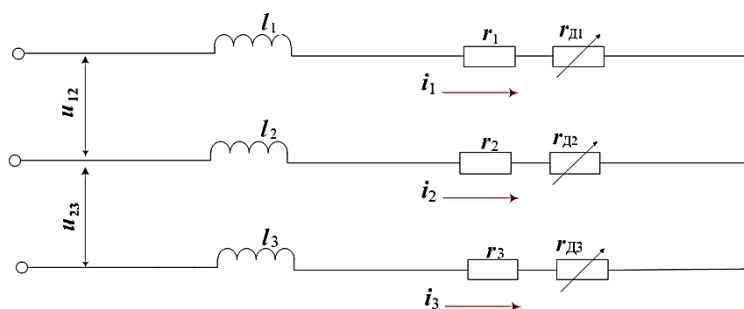 l₁ r₁ rД1
i₁
u₁₂
l₂ r₂ rД2
i₂
u₂₃
l₃ r₃ rД3
i₃